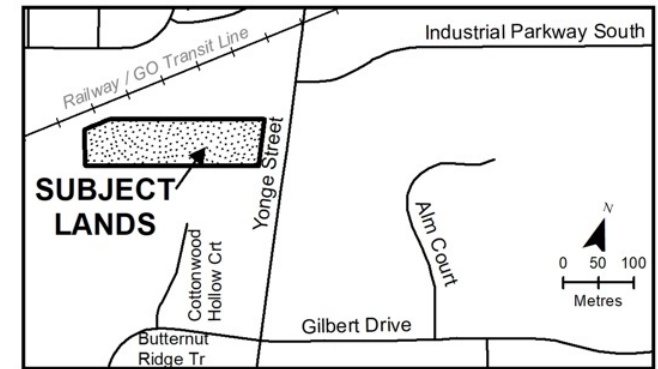 Industrial Parkway South
Railway / GO Transit Line
Yonge Street
SUBJECT
LANDS
Alm Court
N
0 50 100
Metres
Cottonwood
Hollow Crt
Gilbert Drive
Butternut
Ridge Tr